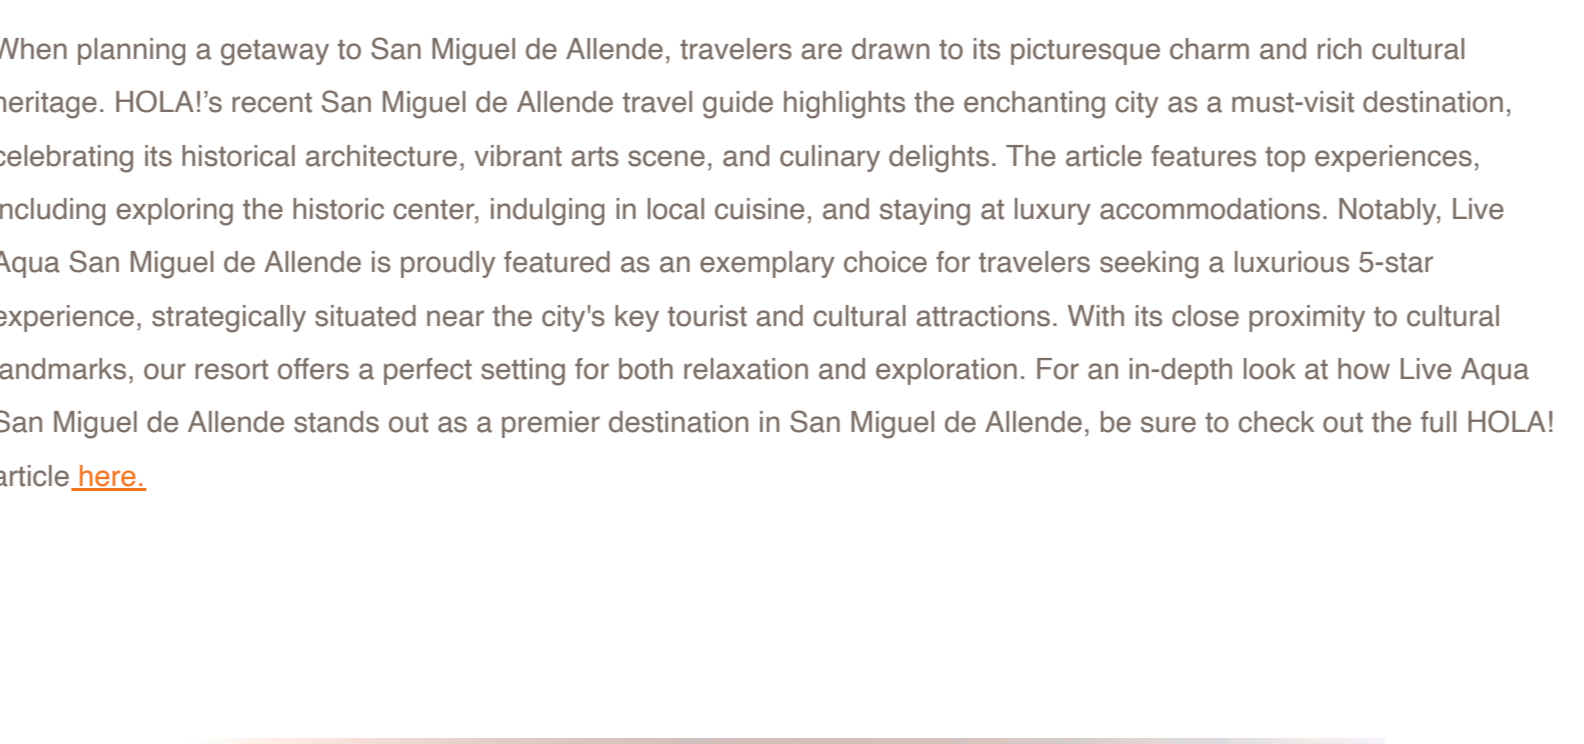 When planning a getaway to San Miguel de Allende, travelers are drawn to its picturesque charm and rich cultural
heritage. HOLA!’s recent San Miguel de Allende travel guide highlights the enchanting city as a must-visit destination,
celebrating its historical architecture, vibrant arts scene, and culinary delights. The article features top experiences,
including exploring the historic center, indulging in local cuisine, and staying at luxury accommodations. Notably, Live
Aqua San Miguel de Allende is proudly featured as an exemplary choice for travelers seeking a luxurious 5-star
experience, strategically situated near the city's key tourist and cultural attractions. With its close proximity to cultural
landmarks, our resort offers a perfect setting for both relaxation and exploration. For an in-depth look at how Live Aqua
San Miguel de Allende stands out as a premier destination in San Miguel de Allende, be sure to check out the full HOLA!
article here.